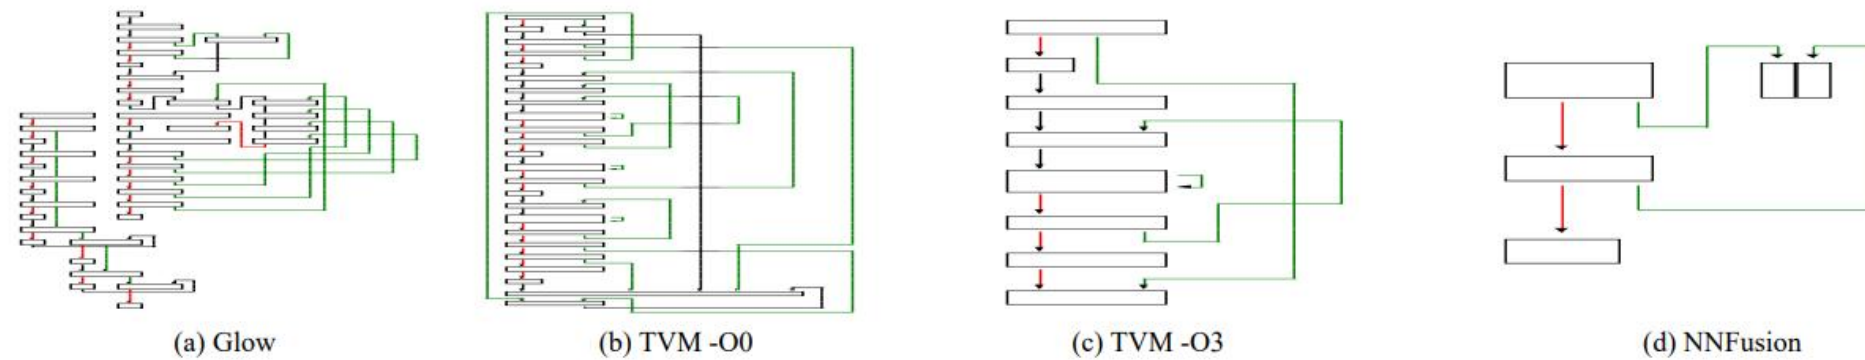 (a) Glow
(b) TVM -O0
(c) TVM -O3
(d) NNFusion